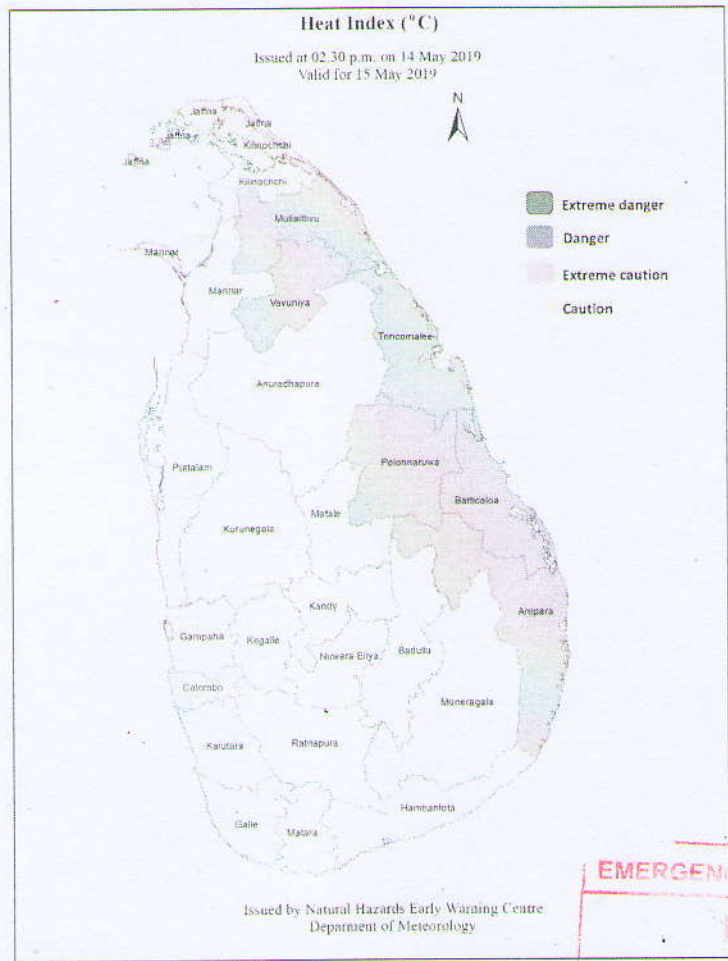 Heat Index (°C)
Issued at 02.30 p.m. on 14 May 2019
Valid for 15 May 2019
N
Jaffna
Jaffna
Jaffna
Kilinochchi
Jaffna
Kilinochchi
Extreme danger
Mullaitivu
Danger
Mannar
Extreme caution
Mannar
Vavuniya
Caution
Trincomalee
Anuradhapura
Polonnaruwa
Puttalam
Batticaloa
Matale
Kurunegala
Kandy
Ampara
Gampaha
Kegalle
Nuwara Eliya
Badulla
Colombo
Moneragala
Kalutara
Ratnapura
Hambantota
Galle
Matara
EMERGEN
Issued by Natural Hazards Early Warning Centre
Deparment of Meteorology